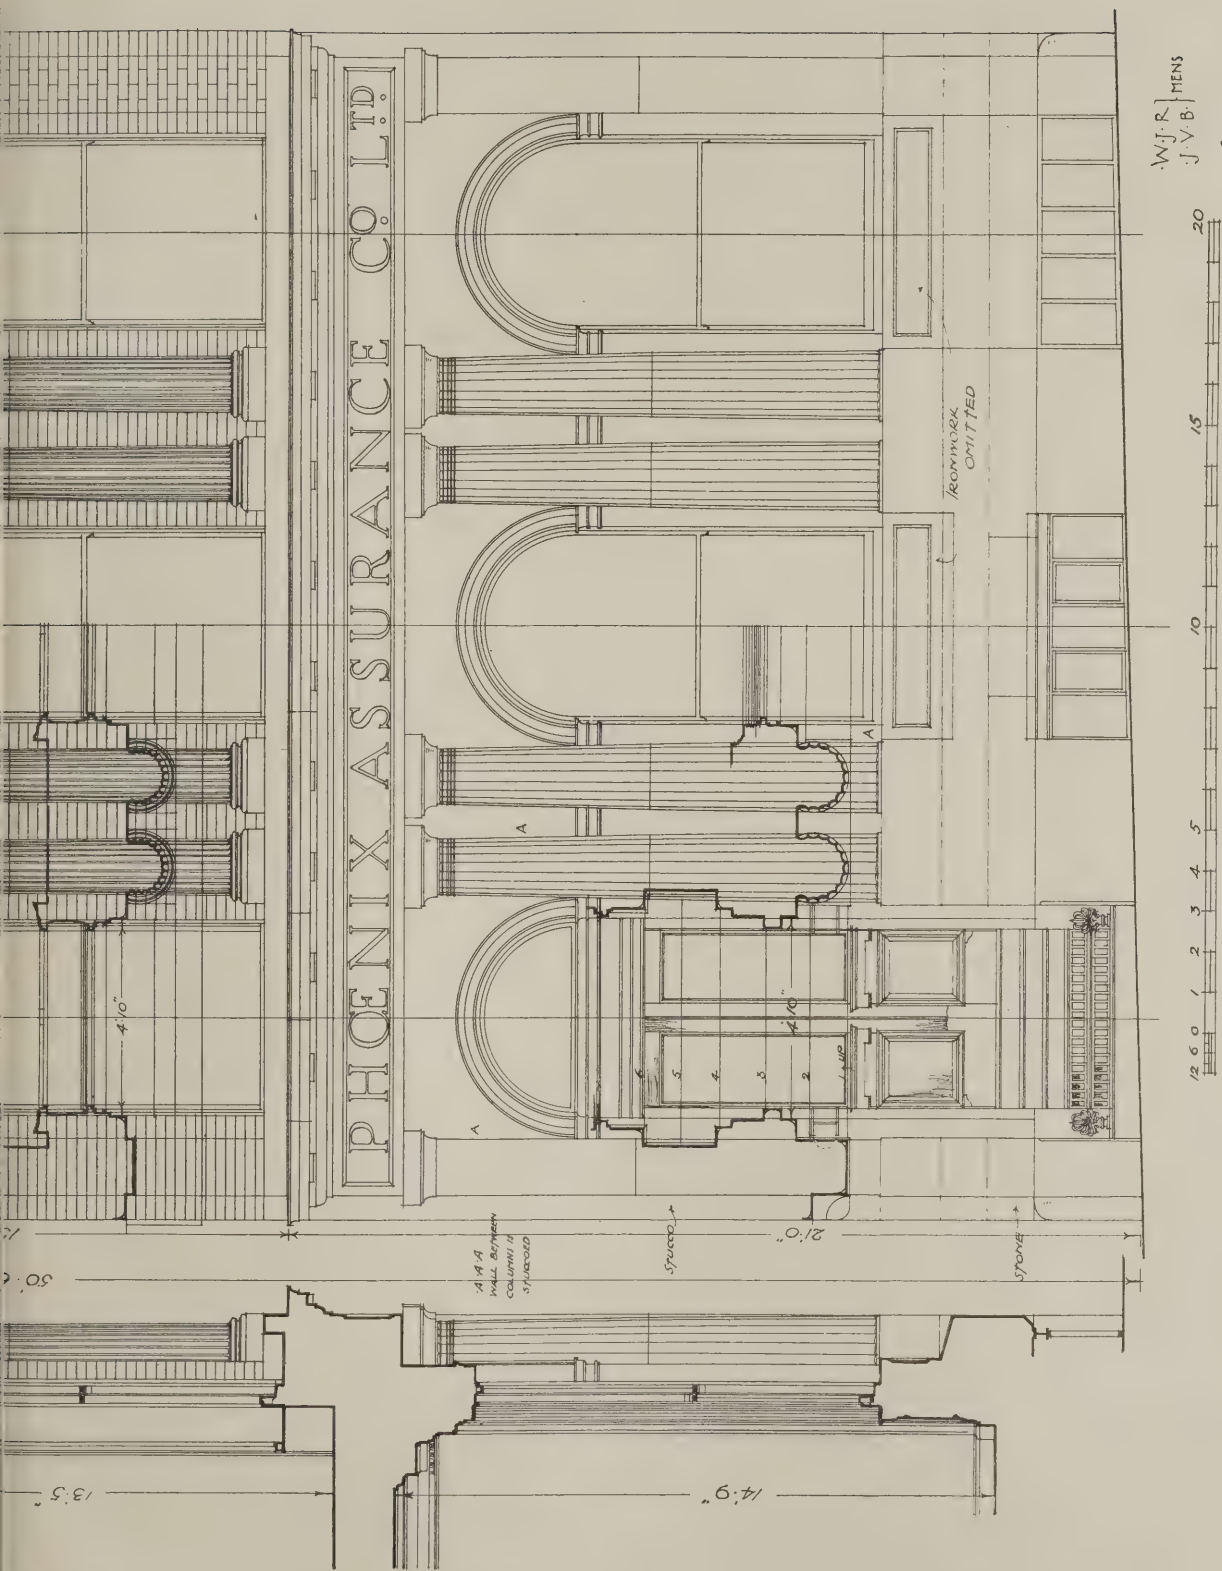 PHŒNIX ASSURANCE CO. LTD.
4'.10"
A
A
A
IRONWORK
OMITTED
6
5
4
3
2
1 UP
4'.10"
A.A.A
WALL BETWEEN
COLUMNS IS
STUCCOED
STUCCO
STONE
21'.0"
13'.5"
14'.9"
12 6 0 1 2 3 4 5 10 15 20
W.J.R.
J.V.B. } MENS